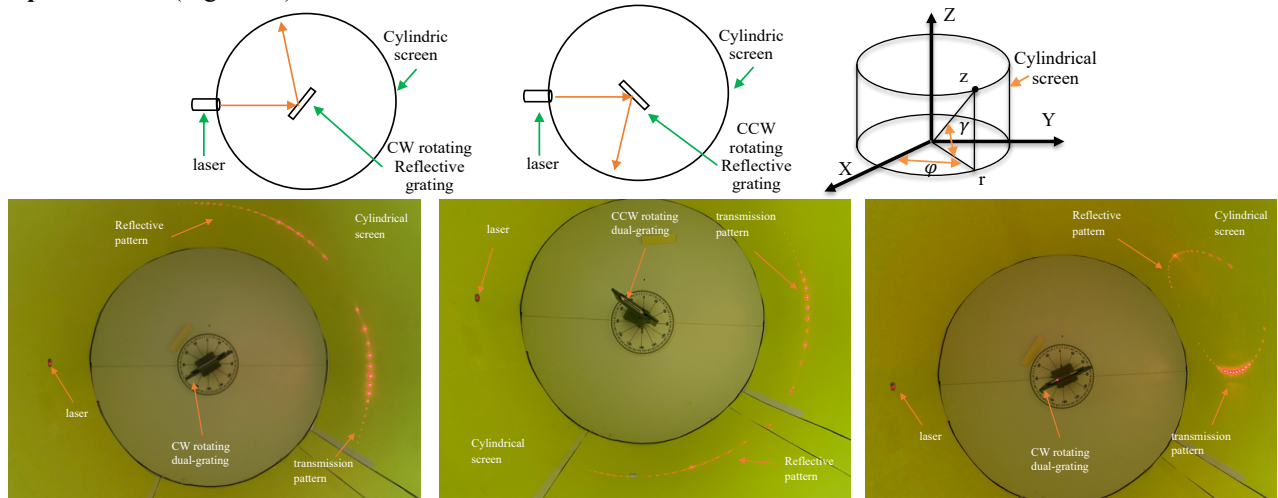 Cylindric
screen
laser
CW rotating
Reflective
grating
Cylindric
screen
laser
CCW
rotating
Reflective
grating
Z
Cylindrical
screen
z
γ
Y
X
φ
r
Reflective
pattern
Cylindrical
screen
laser
CW rotating
dual-grating
transmission
pattern
CCW rotating
dual-grating
transmission
pattern
laser
Cylindrical
screen
Reflective
pattern
Reflective
pattern
Cylindrical
screen
laser
CW rotating
dual-grating
transmission
pattern